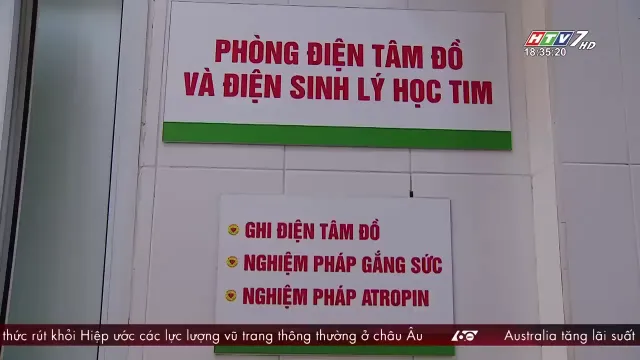 HTV7 HD
18:35:20
PHÒNG ĐIỆN TÂM ĐỒ
VÀ ĐIỆN SINH LÝ HỌC TIM
GHI ĐIỆN TÂM ĐỒ
NGHIỆM PHÁP GẮNG SỨC
NGHIỆM PHÁP ATROPIN
thức rút khỏi Hiệp ước các lực lượng vũ trang thông thường ở châu Âu 60 Australia tăng lãi suất